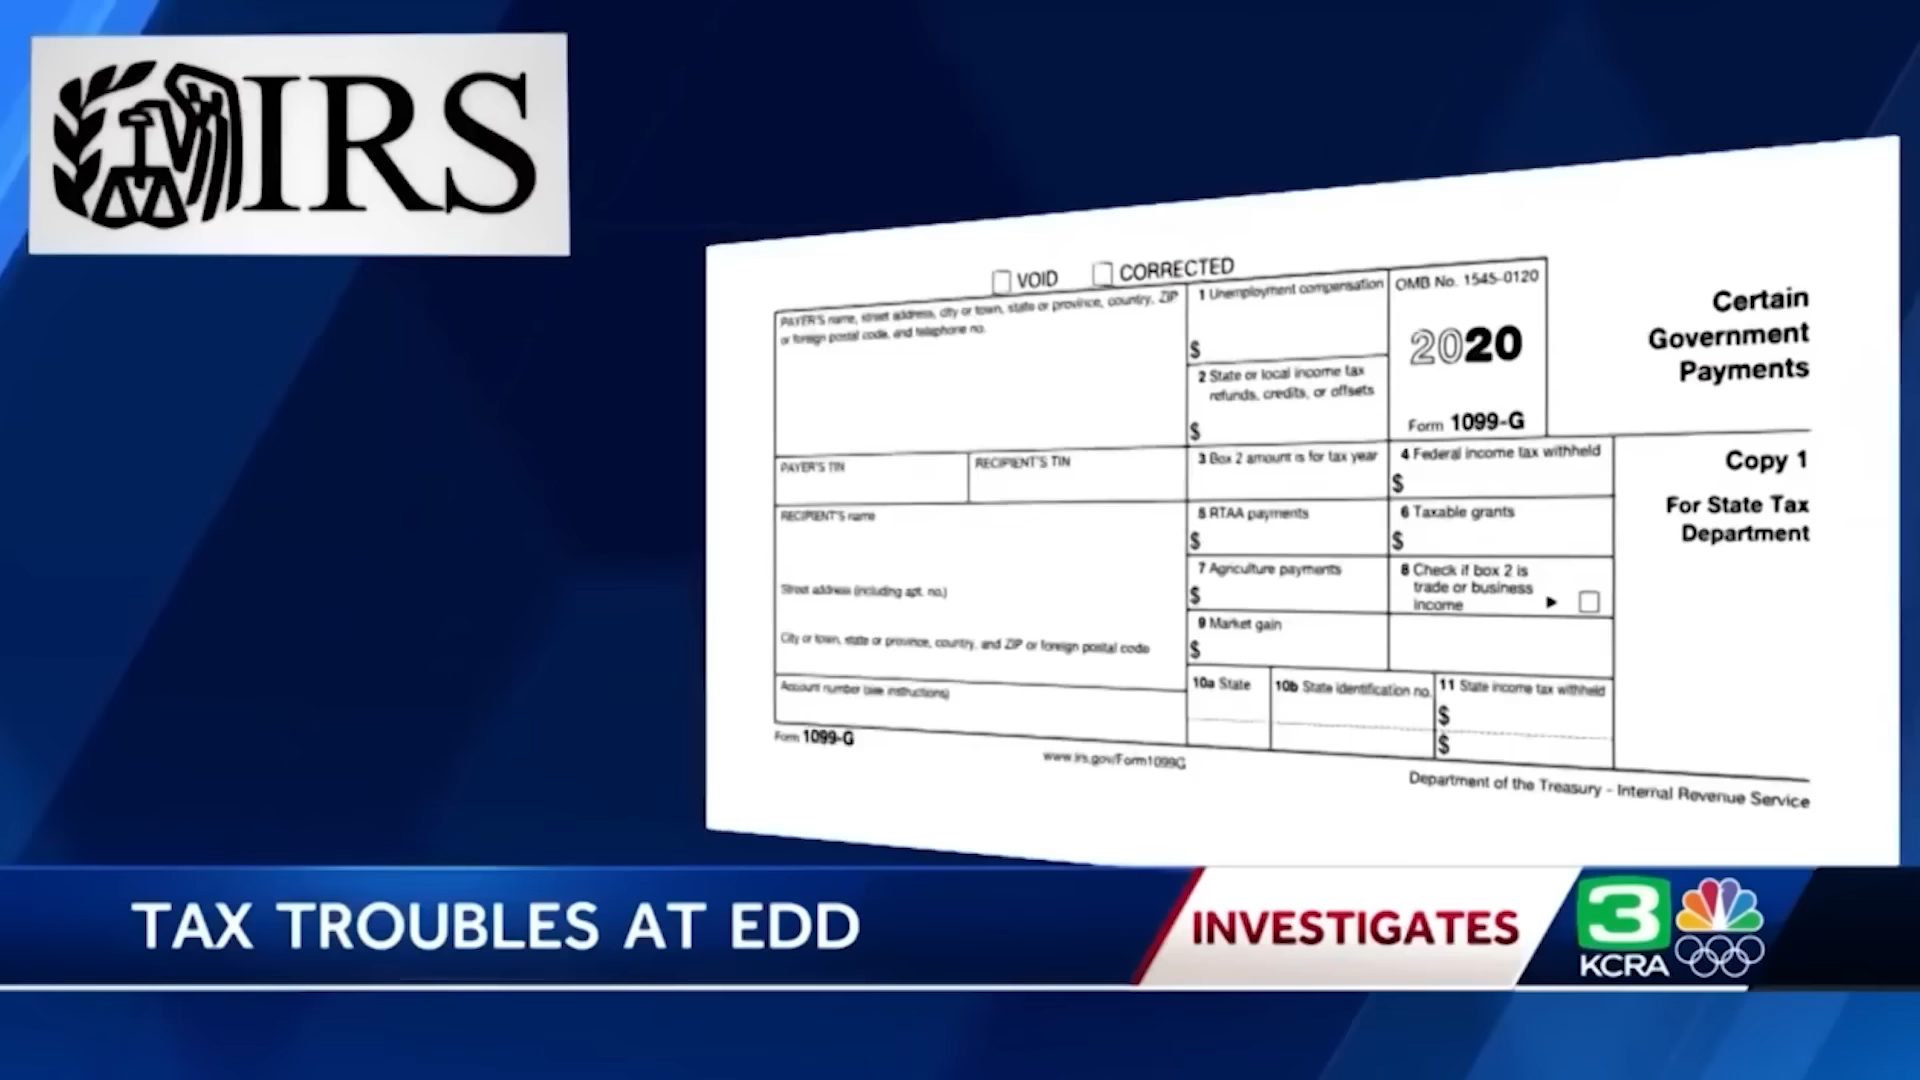 IRS
VOID
CORRECTED
PAYER'S name, street address, city or town, state or province, country, ZIP
or foreign postal code, and telephone no.
1 Unemployment compensation
$
OMB No. 1545-0120
2020
Form 1099-G
Certain
Government
Payments
2 State or local income tax
refunds, credits, or offsets
$
PAYER'S TIN
RECIPIENT'S TIN
3 Box 2 amount is for tax year
4 Federal income tax withheld
$
Copy 1
For State Tax
Department
RECIPIENT'S name
5 RTAA payments
$
6 Taxable grants
$
Street address (including apt. no.)
7 Agriculture payments
$
8 Check if box 2 is
trade or business
income
City or town, state or province, country, and ZIP or foreign postal code
9 Market gain
$
Account number (see instructions)
10a State
10b State identification no.
11 State income tax withheld
$
$
Form 1099-G
www.irs.gov/Form1099G
Department of the Treasury - Internal Revenue Service
TAX TROUBLES AT EDD
INVESTIGATES
3
KCRA